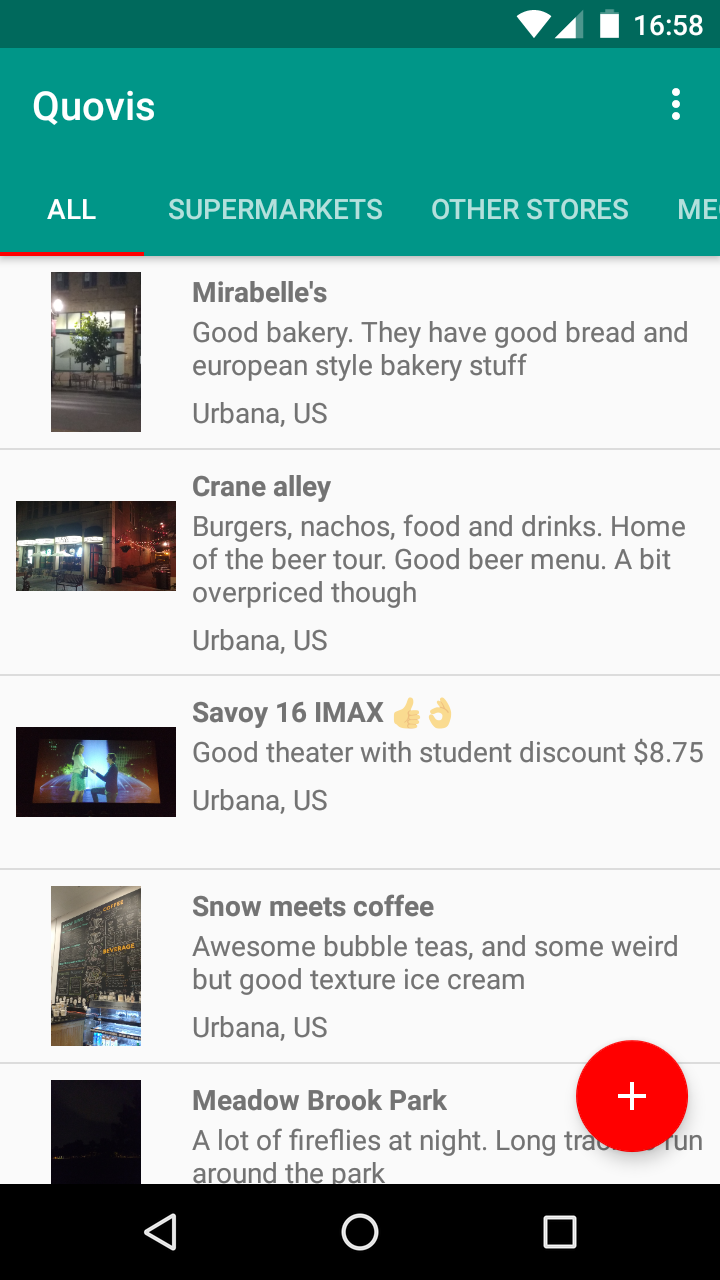 16:58
Quovis
ALL SUPERMARKETS OTHER STORES ME
Mirabelle's
Good bakery. They have good bread and
european style bakery stuff
Urbana, US
Crane alley
Burgers, nachos, food and drinks. Home
of the beer tour. Good beer menu. A bit
overpriced though
Urbana, US
Savoy 16 IMAX 👍👌
Good theater with student discount $8.75
Urbana, US
COFFEE
BEVERAGE
Snow meets coffee
Awesome bubble teas, and some weird
but good texture ice cream
Urbana, US
Meadow Brook Park
A lot of fireflies at night. Long run
around the park